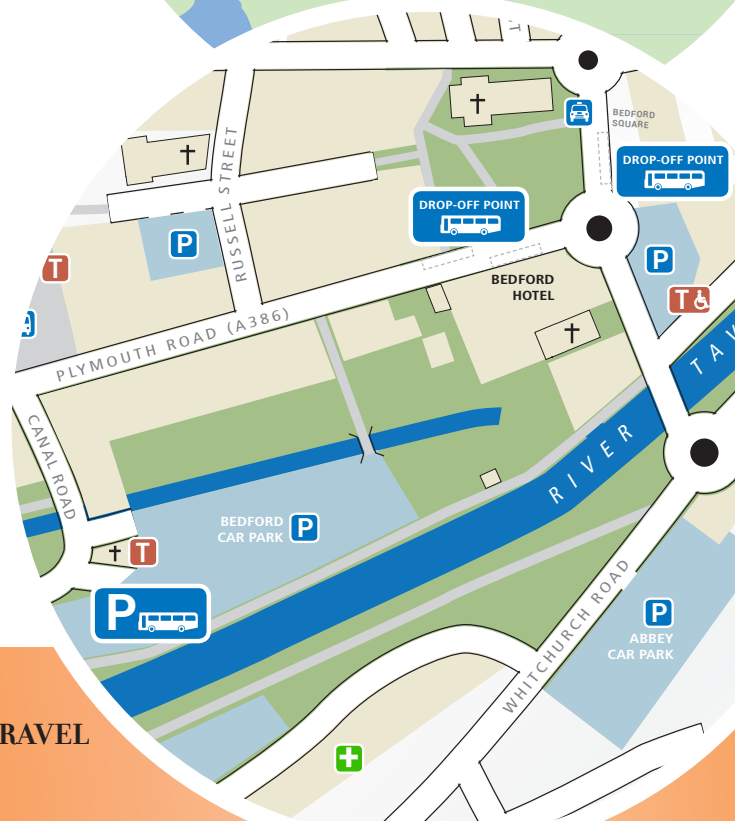 BEDFORD
SQUARE
DROP-OFF POINT
DROP-OFF POINT
RUSSELL STREET
P
P
T
T
BEDFORD
HOTEL
PLYMOUTH ROAD (A386)
TAV
CANAL ROAD
RIVER
BEDFORD
CAR PARK
P
T
P
P
ABBEY
CAR PARK
WHITCHURCH ROAD
RAVEL